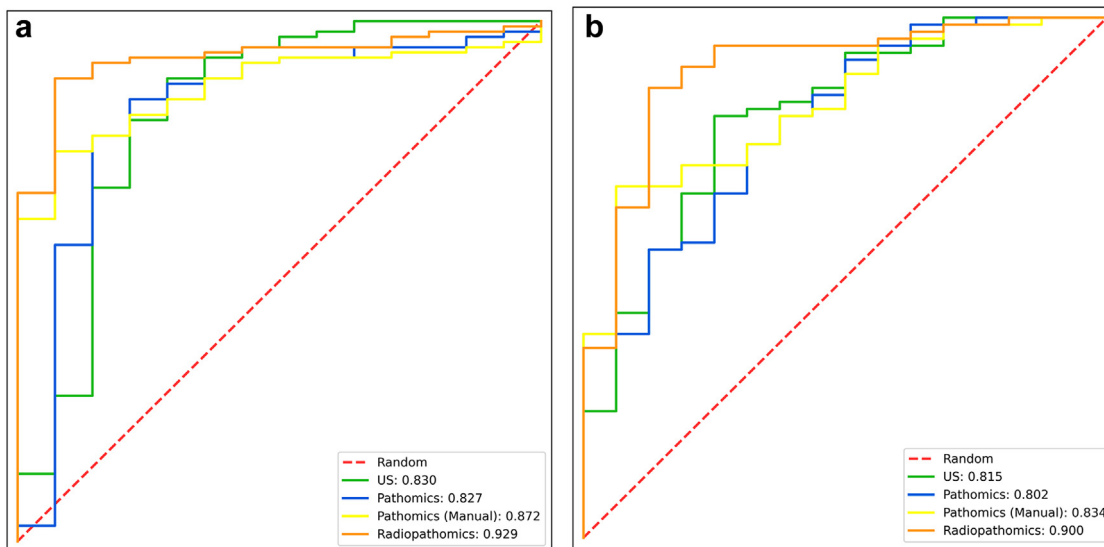 a
Random
US: 0.830
Pathomics: 0.827
Pathomics (Manual): 0.872
Radiopathomics: 0.929
b
Random
US: 0.815
Pathomics: 0.802
Pathomics (Manual): 0.834
Radiopathomics: 0.900